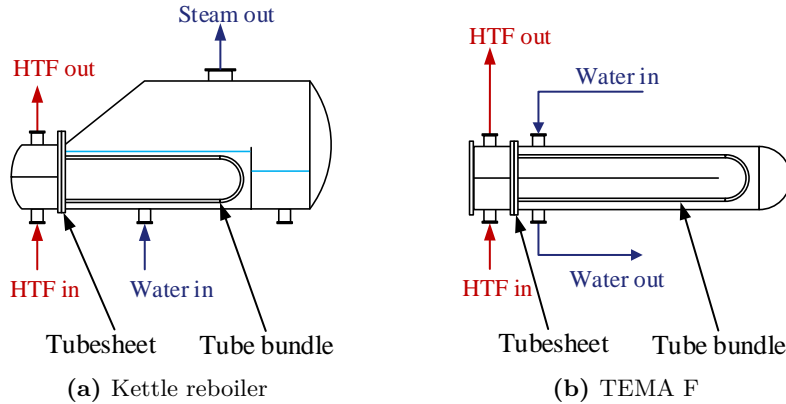 Steam out
HTF out
HTF in
Water in
Tubesheet
Tube bundle
(a) Kettle reboiler
HTF out
Water in
HTF in
Water out
Tubesheet
Tube bundle
(b) TEMA F